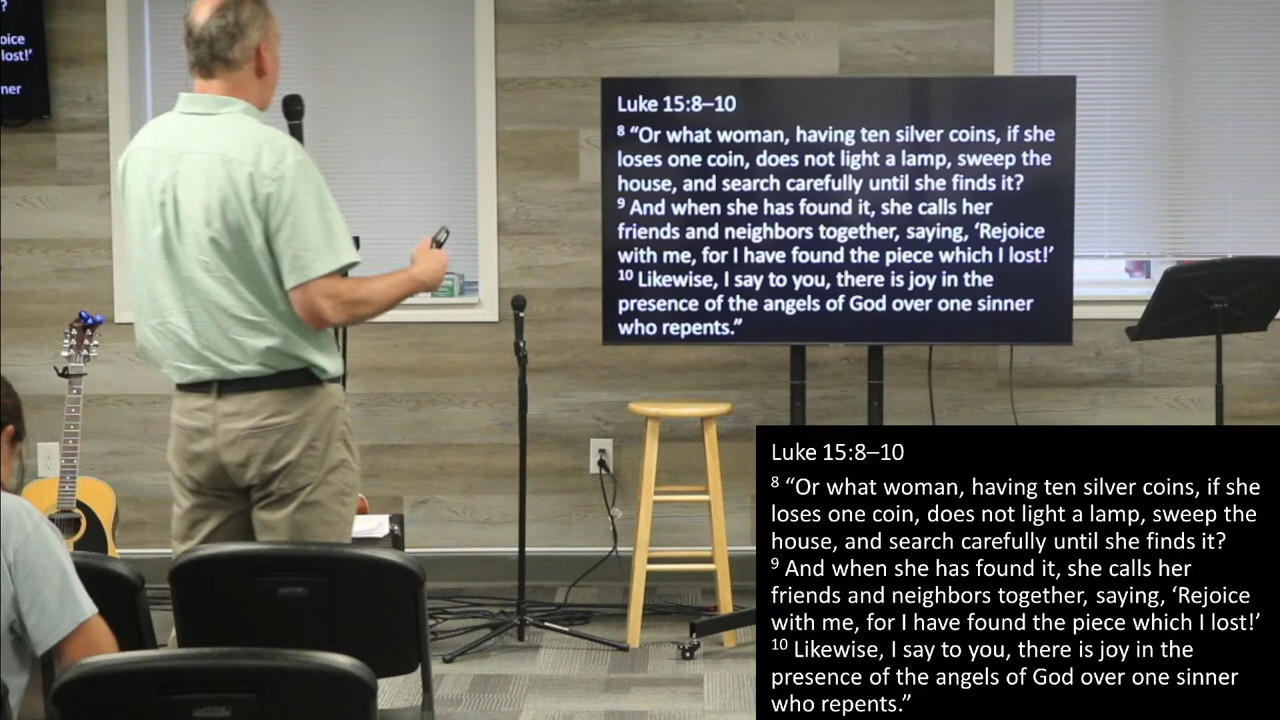 ?
oice
lost!’
ner
Luke 15:8–10
8 “Or what woman, having ten silver coins, if she
loses one coin, does not light a lamp, sweep the
house, and search carefully until she finds it?
9 And when she has found it, she calls her
friends and neighbors together, saying, ‘Rejoice
with me, for I have found the piece which I lost!’
10 Likewise, I say to you, there is joy in the
presence of the angels of God over one sinner
who repents.”
Luke 15:8–10
8 “Or what woman, having ten silver coins, if she
loses one coin, does not light a lamp, sweep the
house, and search carefully until she finds it?
9 And when she has found it, she calls her
friends and neighbors together, saying, ‘Rejoice
with me, for I have found the piece which I lost!’
10 Likewise, I say to you, there is joy in the
presence of the angels of God over one sinner
who repents.”